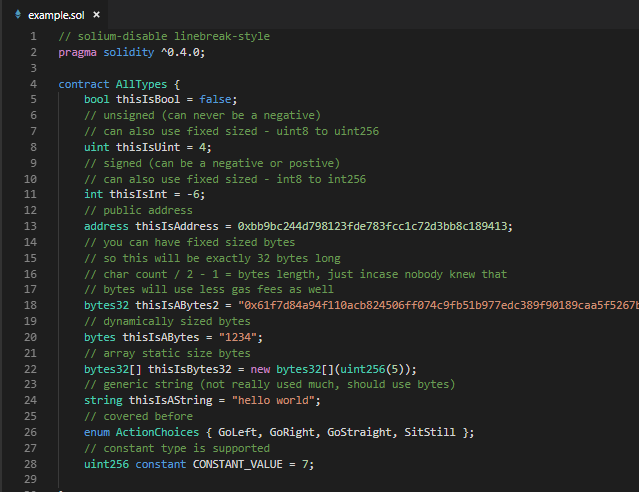 example.sol ×
1 // solium-disable linebreak-style
2 pragma solidity ^0.4.0;
3
4 contract AllTypes {
5 bool thisIsBool = false;
6 // unsigned (can never be a negative)
7 // can also use fixed sized - uint8 to uint256
8 uint thisIsUint = 4;
9 // signed (can be a negative or postive)
10 // can also use fixed sized - int8 to int256
11 int thisIsInt = -6;
12 // public address
13 address thisIsAddress = 0xbb9bc244d798123fde783fcc1c72d3bb8c189413;
14 // you can have fixed sized bytes
15 // so this will be exactly 32 bytes long
16 // char count / 2 - 1 = bytes length, just incase nobody knew that
17 // bytes will use less gas fees as well
18 bytes32 thisIsABytes2 = "0x61f7d84a94f110acb824506ff074c9fb51b977edc389f90189caa5f5267b
19 // dynamically sized bytes
20 bytes thisIsABytes = "1234";
21 // array static size bytes
22 bytes32[] thisIsBytes32 = new bytes32[](uint256(5));
23 // generic string (not really used much, should use bytes)
24 string thisIsAString = "hello world";
25 // covered before
26 enum ActionChoices { GoLeft, GoRight, GoStraight, SitStill };
27 // constant type is supported
28 uint256 constant CONSTANT_VALUE = 7;
29